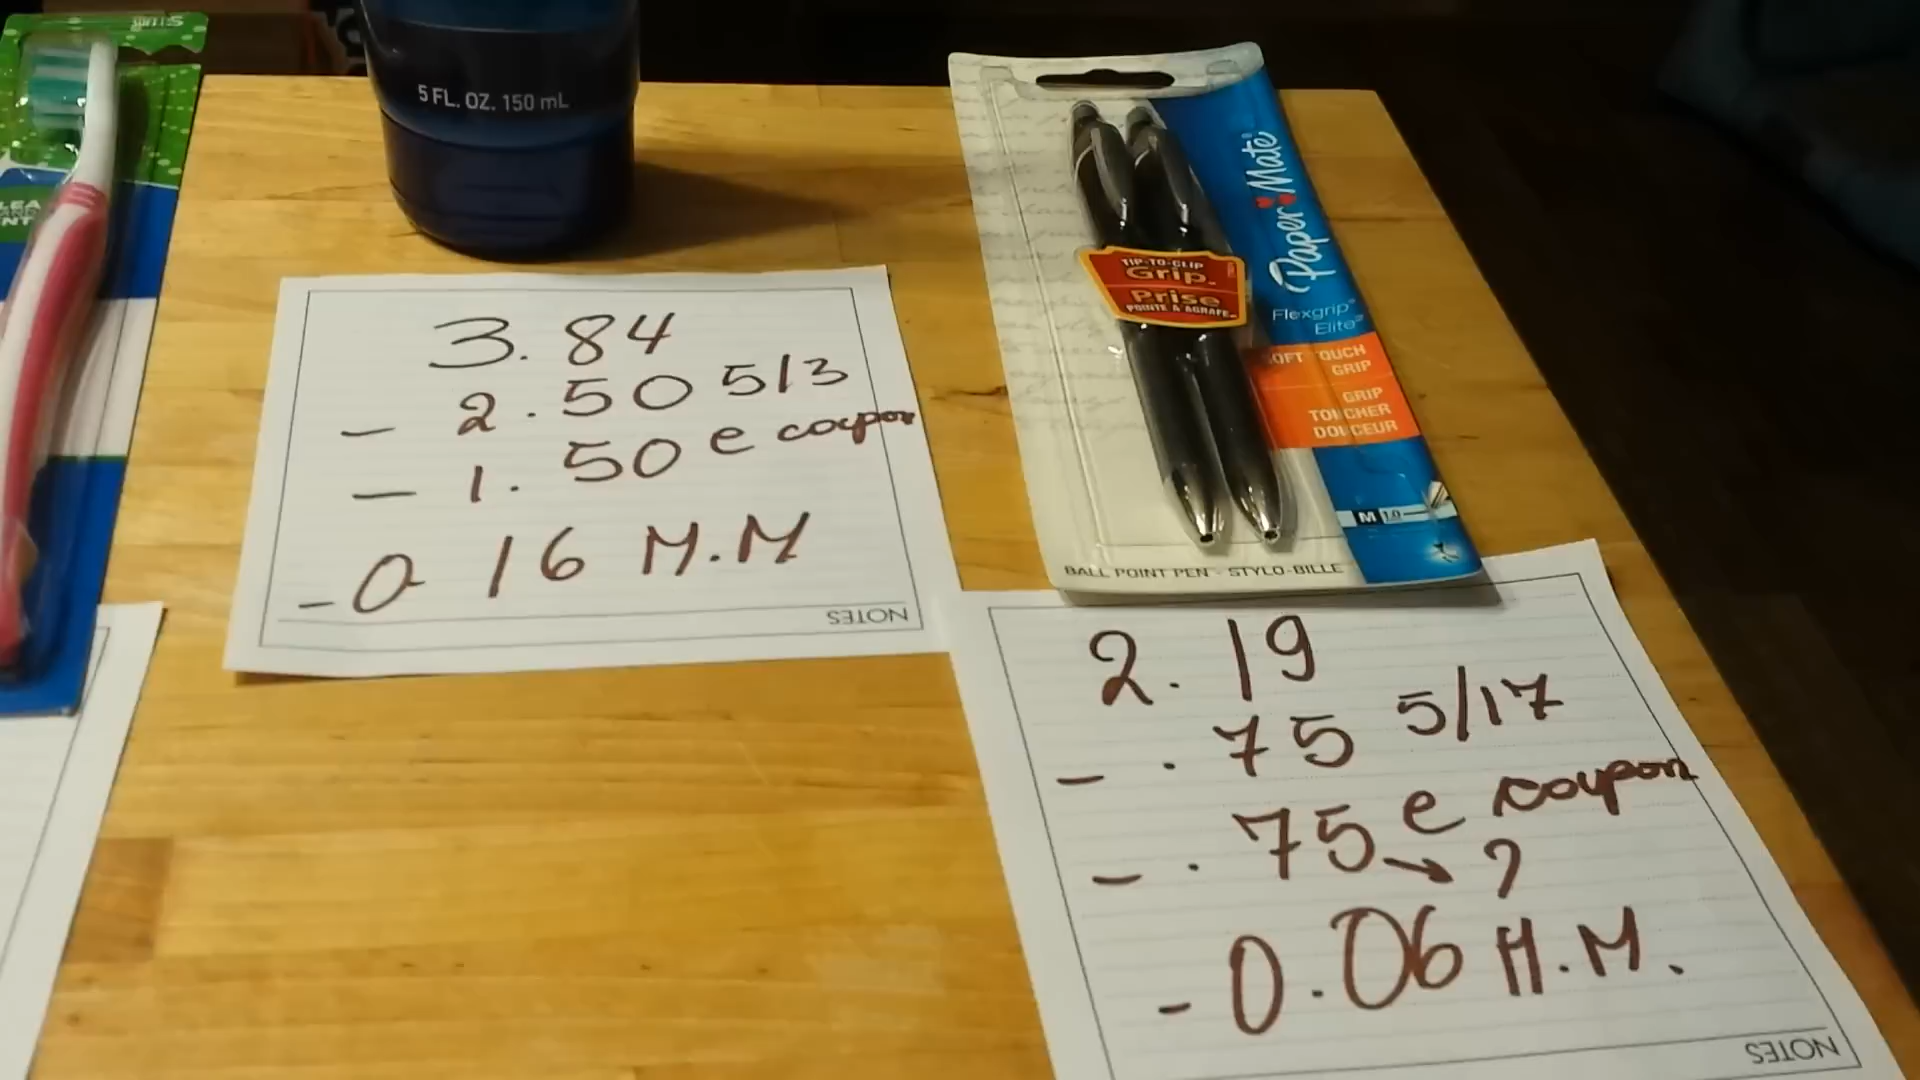 5 FL. OZ. 150 mL
3.84
- 2.50 5/3
- 1.50 e coupon
- 0 16 M.M
NOTES
Paper Mate
Flexgrip
Elite
TIP-TO-CLIP
Grip
Prise
POINTE À AGRAFE
SOFT TOUCH
GRIP
GRIP
TOUCHER
DOUCEUR
M 1.0
BALL POINT PEN - STYLO-BILLE
2.19
- .75 5/17
- .75 e coupon
→ ?
- 0.06 M.M.
NOTES